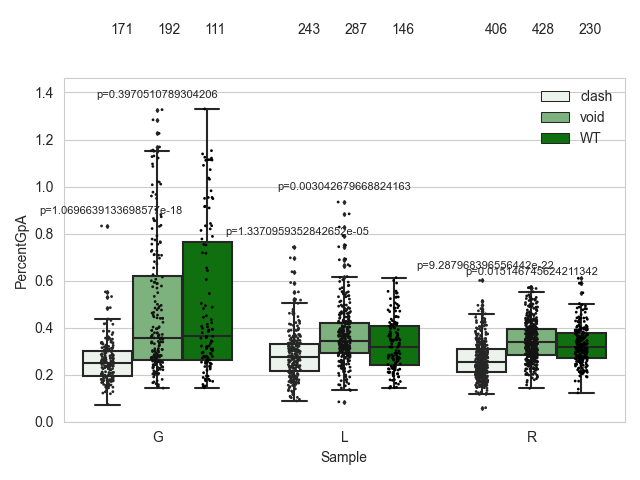 171 192 111 243 287 146 406 428 230
1.4
1.2
1.0
0.8
0.6
0.4
0.2
0.0
PercentGpA
p=0.3970510789304206
p=1.0696639133698577e-18
p=0.003042679668824163
p=1.3370959352842652e-05
p=9.287968396556442e-22
p=0.015146745624211342
clash
void
WT
G L R
Sample